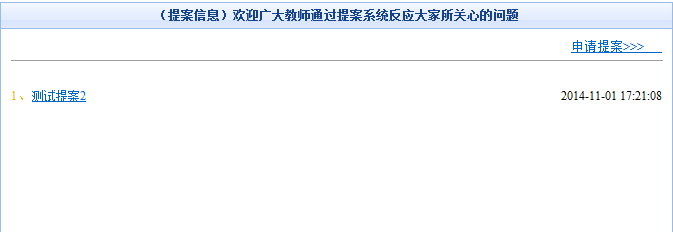 （提案信息）欢迎广大教师通过提案系统反应大家所关心的问题
申请提案>>>
1、测试提案2 2014-11-01 17:21:08